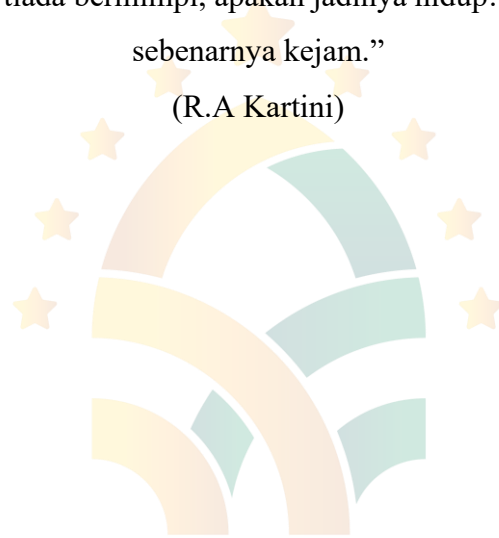 tiada bermimpi, apakah jadinya hidup.
sebenarnya kejam.”
(R.A Kartini)